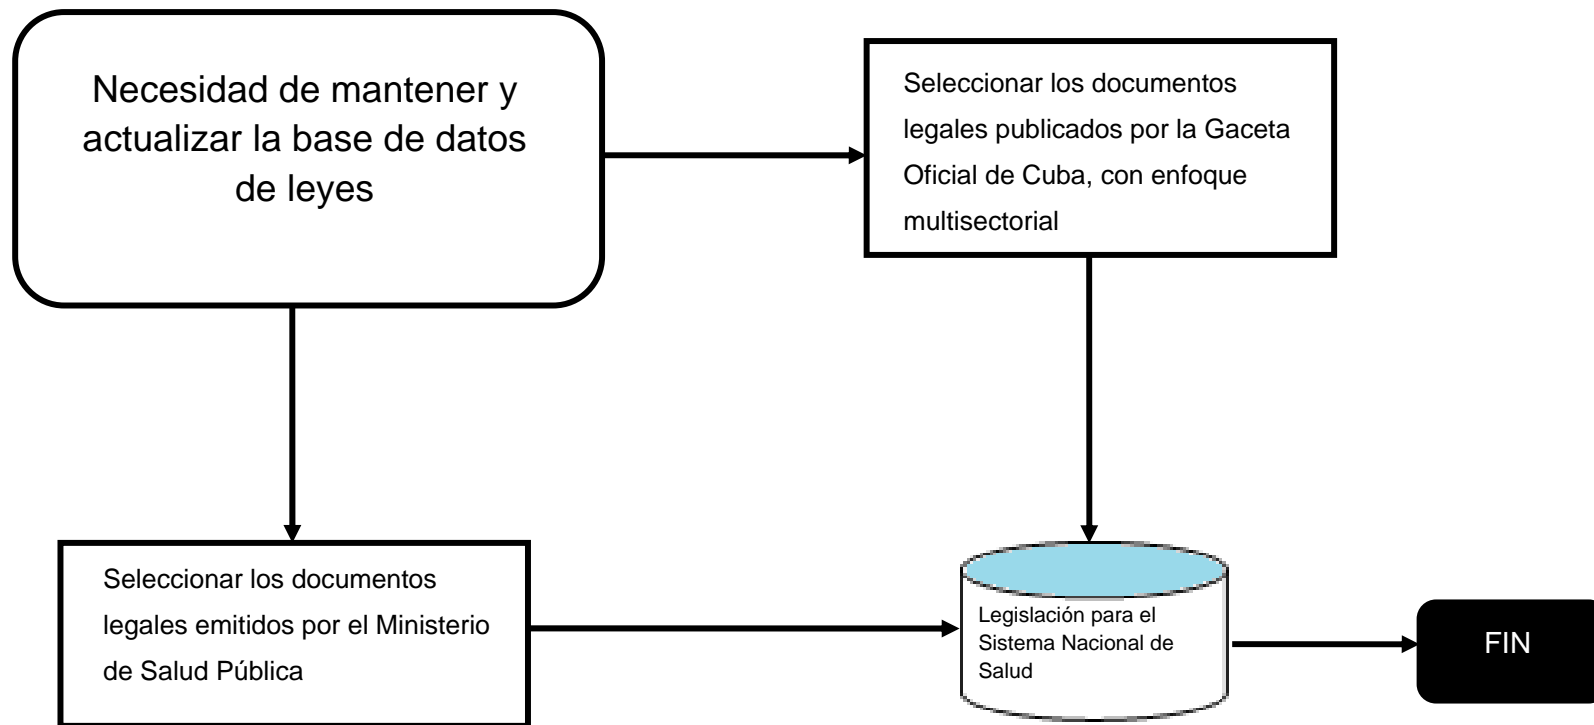 Necesidad de mantener y
actualizar la base de datos
de leyes
Seleccionar los documentos
legales publicados por la Gaceta
Oficial de Cuba, con enfoque
multisectorial
Seleccionar los documentos
legales emitidos por el Ministerio
de Salud Pública
Legislación para el
Sistema Nacional de
Salud
FIN